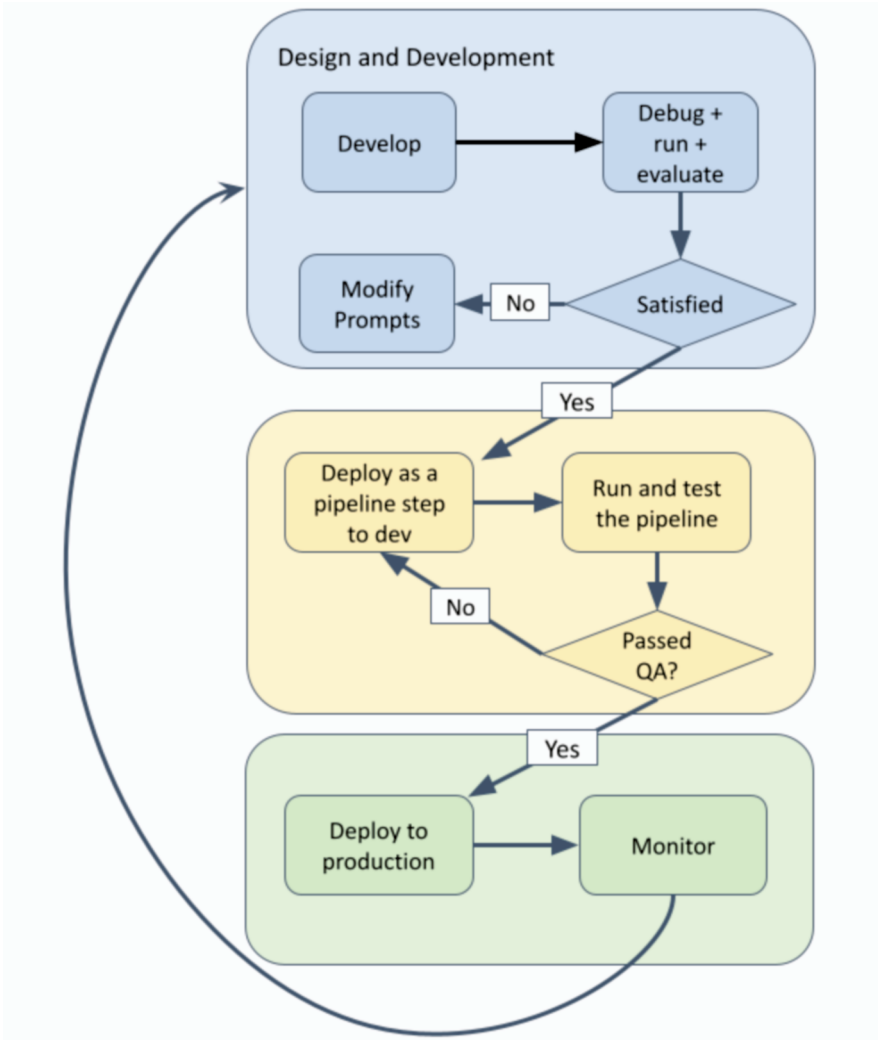 Design and Development
Develop
Debug +
run +
evaluate
Modify
Prompts
No
Satisfied
Yes
Deploy as a
pipeline step
to dev
Run and test
the pipeline
No
Passed
QA?
Yes
Deploy to
production
Monitor